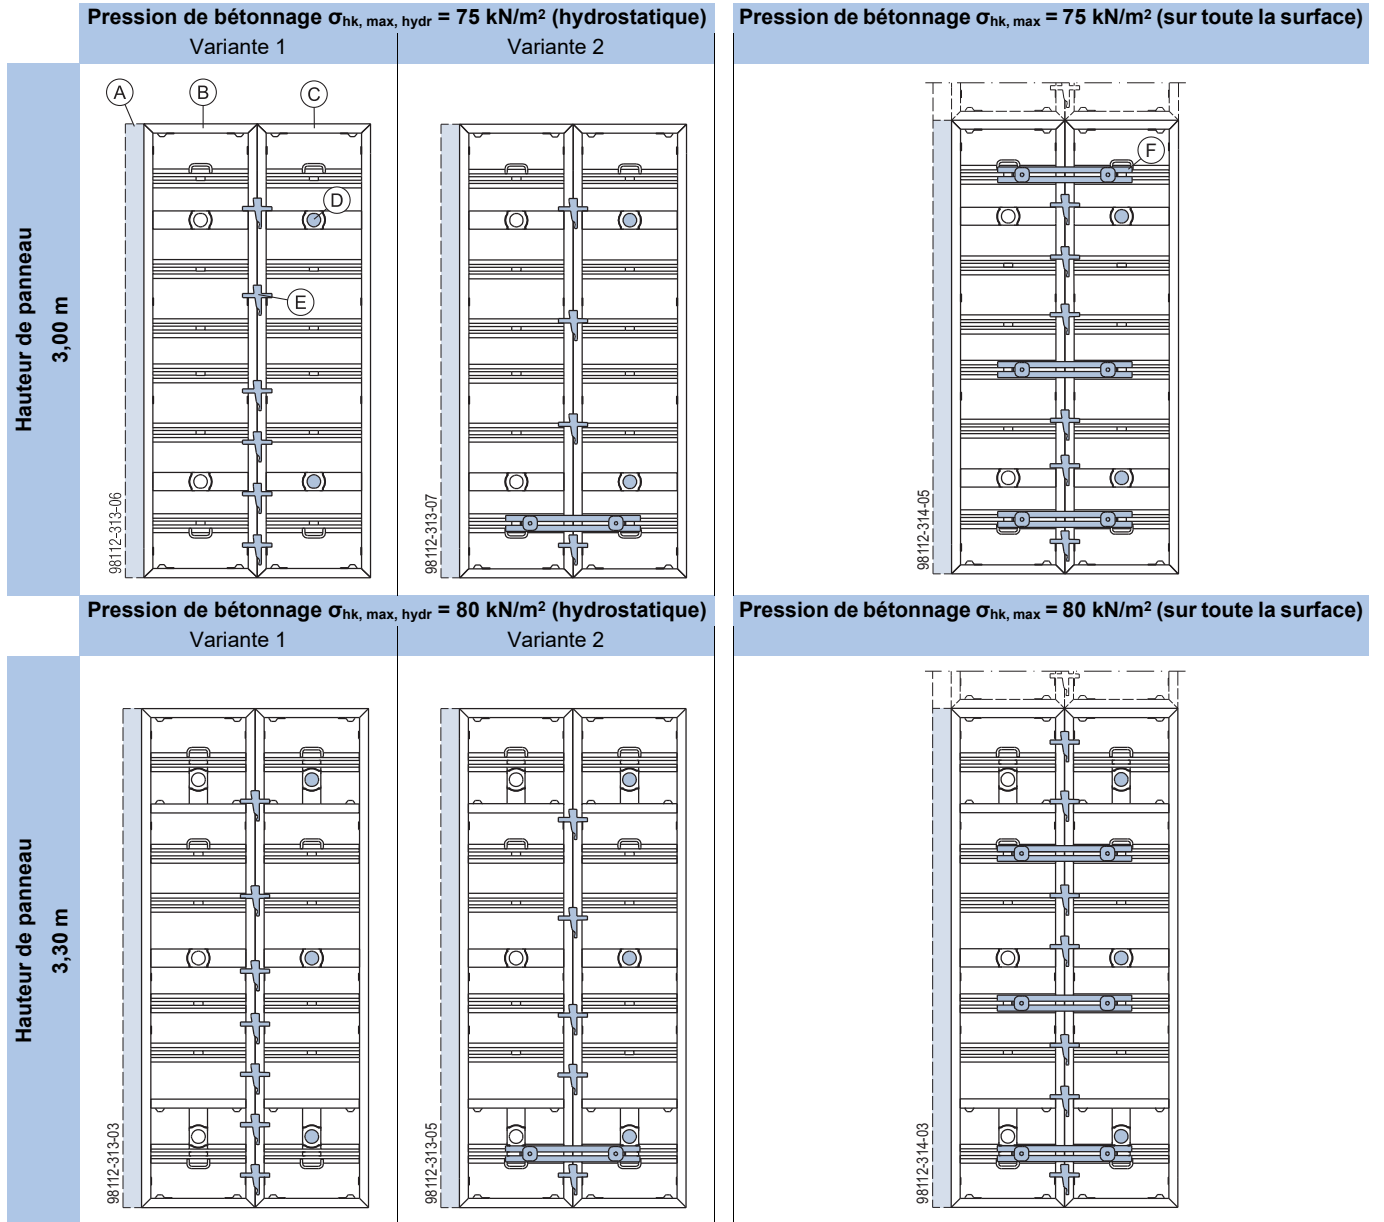 Pression de bétonnage σhk, max, hydr = 75 kN/m² (hydrostatique)
Pression de bétonnage σhk, max = 75 kN/m² (sur toute la surface)
Variante 1
Variante 2
Hauteur de panneau
3,00 m
A
B
C
D
E
F
98112-313-06
98112-313-07
98112-314-05
Pression de bétonnage σhk, max, hydr = 80 kN/m² (hydrostatique)
Pression de bétonnage σhk, max = 80 kN/m² (sur toute la surface)
Variante 1
Variante 2
Hauteur de panneau
3,30 m
98112-313-03
98112-313-05
98112-314-03